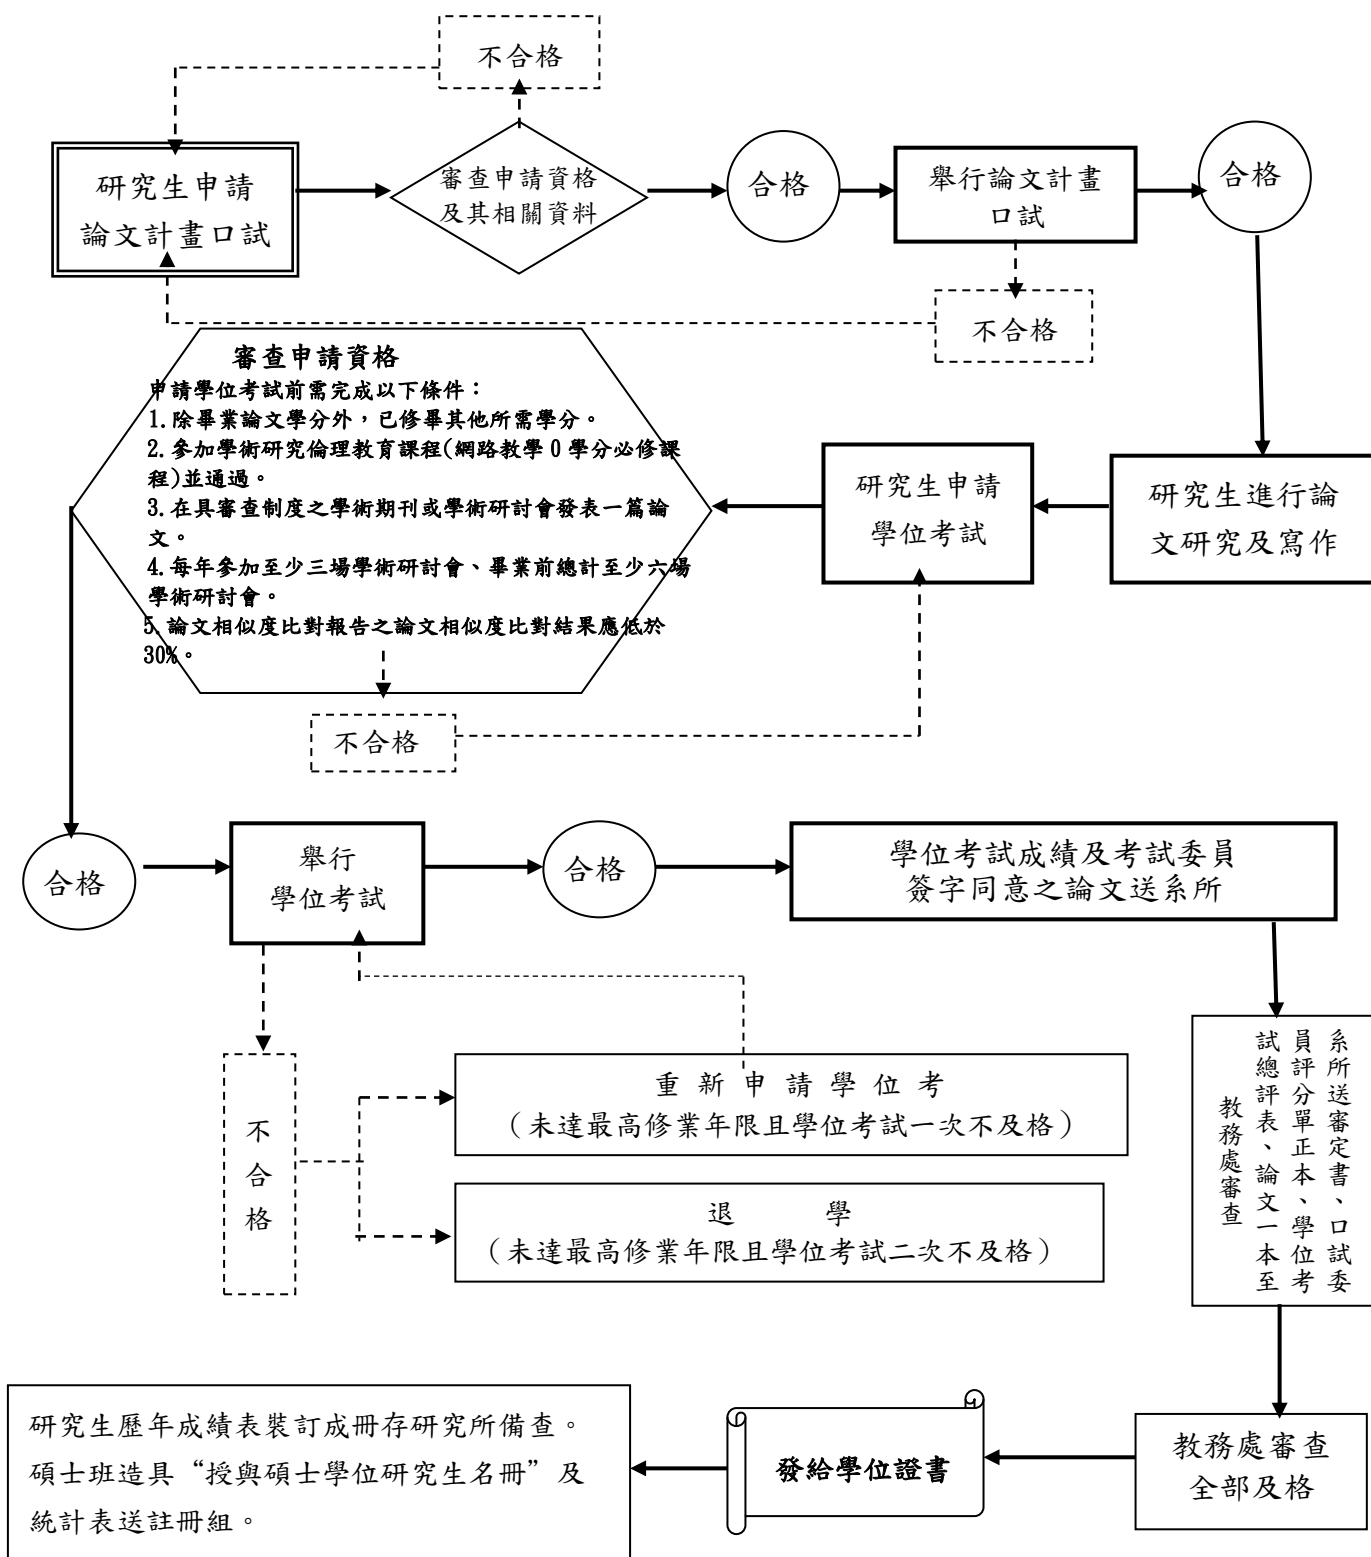 不合格
研究生申請
論文計畫口試
審查申請資格
及其相關資料
合格
舉行論文計畫
口試
合格
不合格
審查申請資格
申請學位考試前需完成以下條件：
1.除畢業論文學分外，已修畢其他所需學分。
2.參加學術研究倫理教育課程(網路教學 0 學分必修課
程)並通過。
3.在具審查制度之學術期刊或學術研討會發表一篇論
文。
4.每年參加至少三場學術研討會、畢業前總計至少六場
學術研討會。
5.論文相似度比對報告之論文相似度比對結果應低於
30%。
研究生申請
學位考試
研究生進行論
文研究及寫作
不合格
合格
舉行
學位考試
合格
學位考試成績及考試委員
簽字同意之論文送系所
不合格
重新申請學位考
（未達最高修業年限且學位考試一次不及格）
退　　學
（未達最高修業年限且學位考試二次不及格）
系所送審定書、口試委
員評分單正本、學位考
試總評表、論文一本至
教務處審查
研究生歷年成績表裝訂成冊存研究所備查。
碩士班造具“授與碩士學位研究生名冊”及
統計表送註冊組。
發給學位證書
教務處審查
全部及格